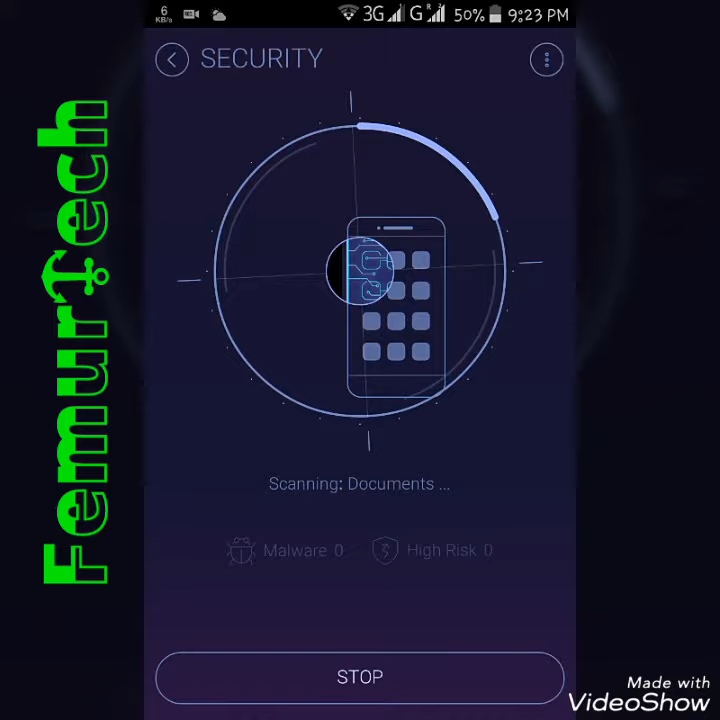 6
KB/s
3G
G
R
2
50%
9:23 PM
SECURITY
Scanning: Documents ...
Malware 0
High Risk 0
STOP
Femurtech
Made with
VideoShow